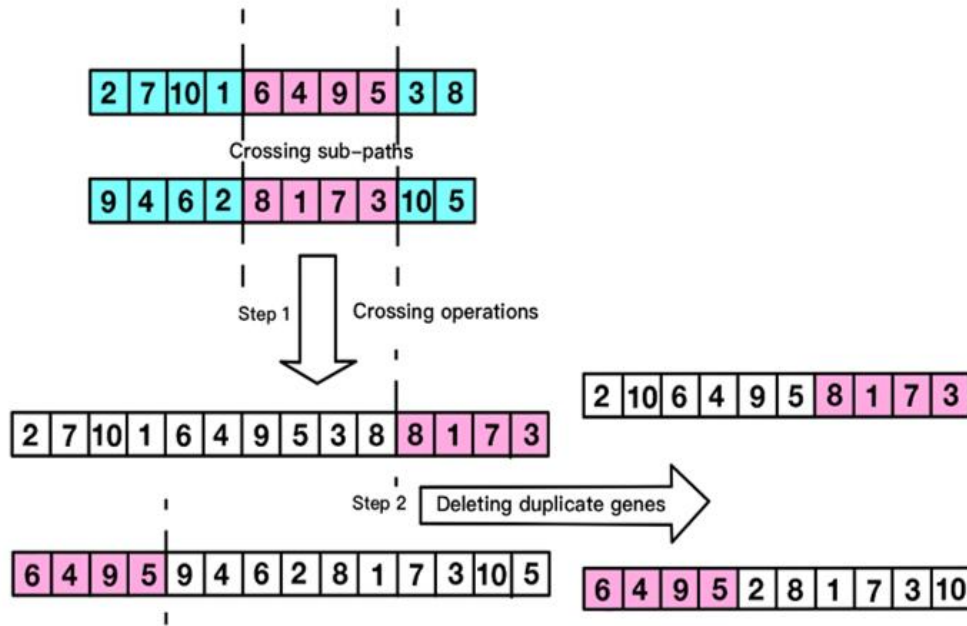 2 7 10 1 6 4 9 5 3 8
Crossing sub-paths
9 4 6 2 8 1 7 3 10 5
Step 1
Crossing operations
2 10 6 4 9 5 8 1 7 3
2 7 10 1 6 4 9 5 3 8 8 1 7 3
Step 2
Deleting duplicate genes
6 4 9 5 9 4 6 2 8 1 7 3 10 5
6 4 9 5 2 8 1 7 3 10